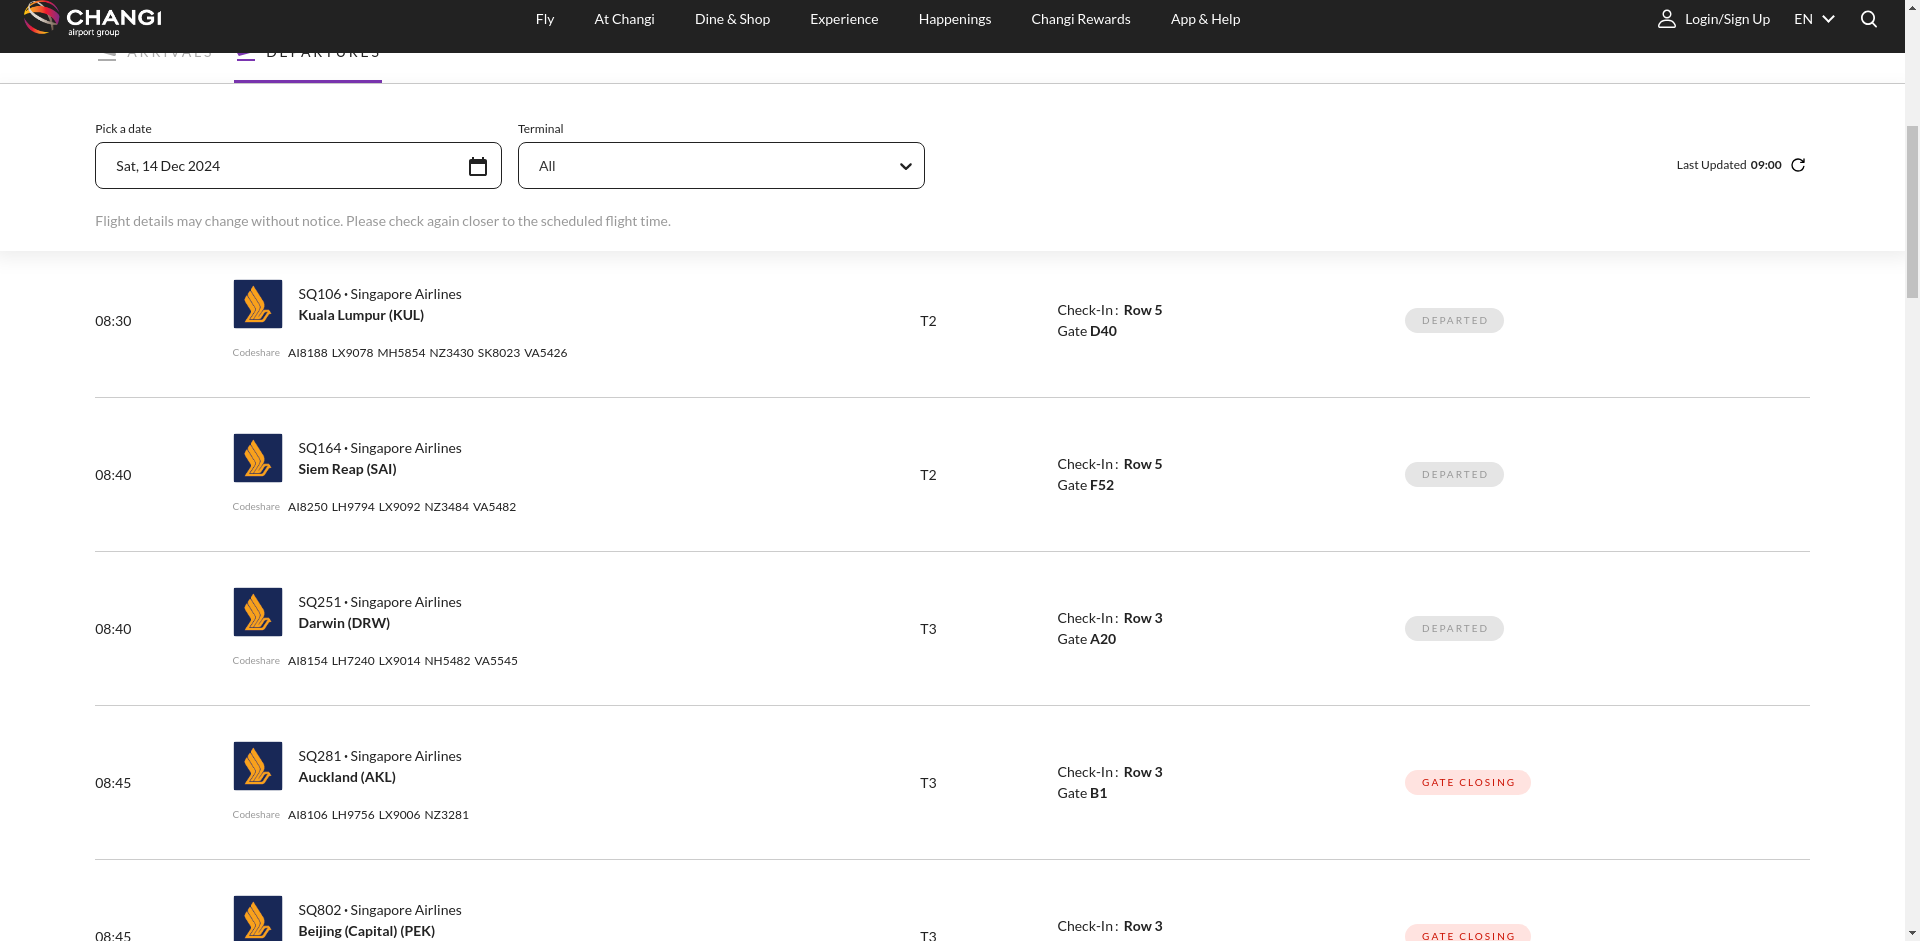 CHANGI
airport group
Fly
At Changi
Dine & Shop
Experience
Happenings
Changi Rewards
App & Help
Login/Sign Up
EN
ARRIVALS
DEPARTURES
Pick a date
Terminal
Sat, 14 Dec 2024
All
Last Updated 09:00
Flight details may change without notice. Please check again closer to the scheduled flight time.
08:30
SQ106 • Singapore Airlines
Kuala Lumpur (KUL)
Codeshare AI8188 LX9078 MH5854 NZ3430 SK8023 VA5426
T2
Check-In : Row 5
Gate D40
DEPARTED
08:40
SQ164 • Singapore Airlines
Siem Reap (SAI)
Codeshare AI8250 LH9794 LX9092 NZ3484 VA5482
T2
Check-In : Row 5
Gate F52
DEPARTED
08:40
SQ251 • Singapore Airlines
Darwin (DRW)
Codeshare AI8154 LH7240 LX9014 NH5482 VA5545
T3
Check-In : Row 3
Gate A20
DEPARTED
08:45
SQ281 • Singapore Airlines
Auckland (AKL)
Codeshare AI8106 LH9756 LX9006 NZ3281
T3
Check-In : Row 3
Gate B1
GATE CLOSING
08:45
SQ802 • Singapore Airlines
Beijing (Capital) (PEK)
T3
Check-In : Row 3
GATE CLOSING